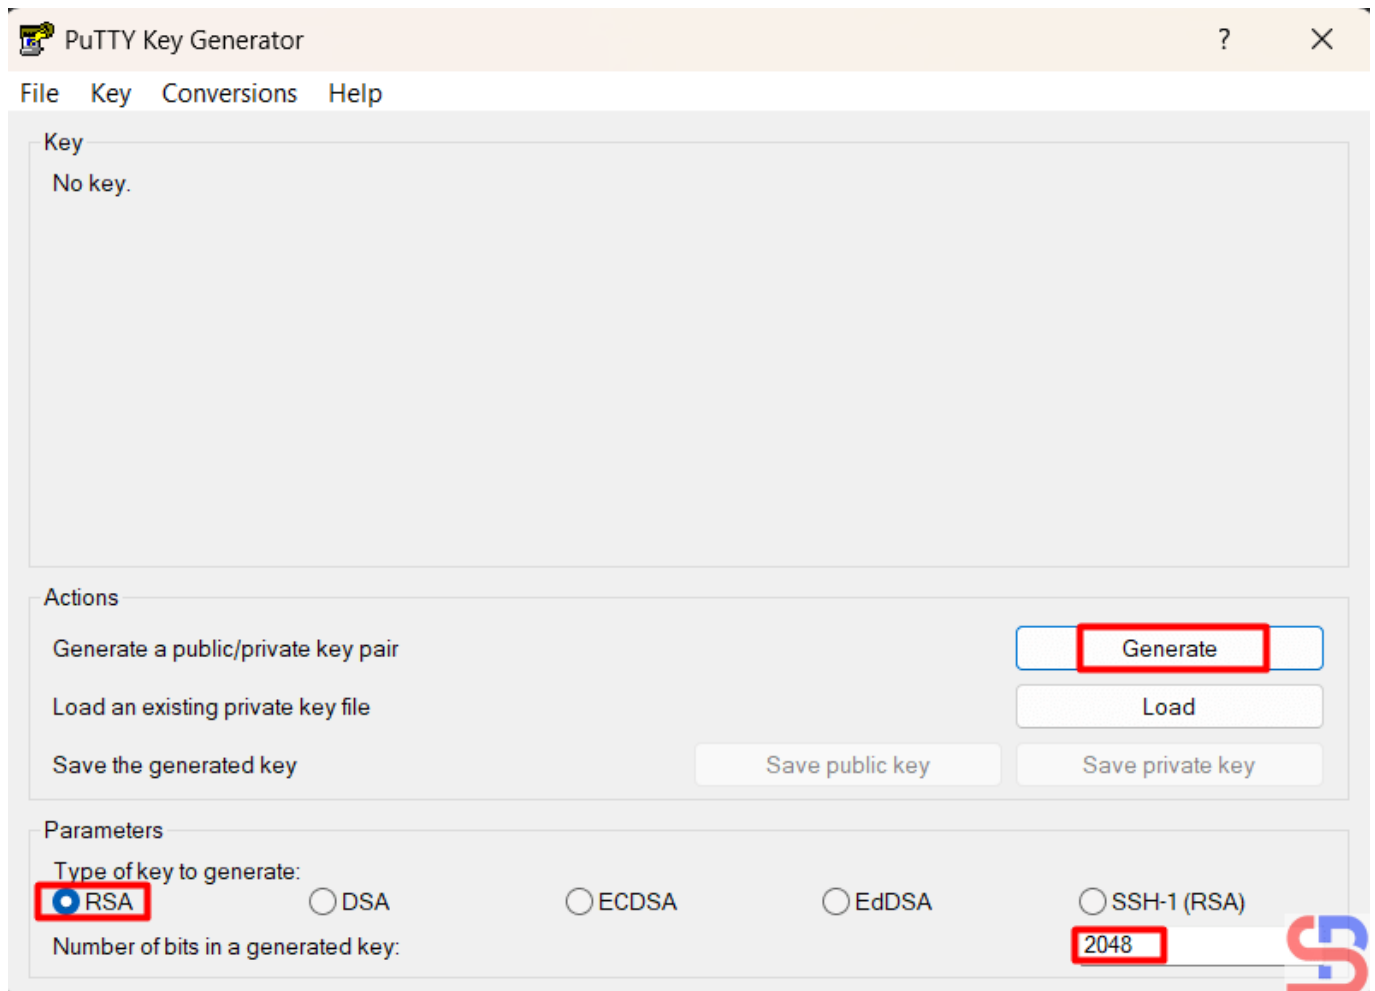 PuTTY Key Generator ?
File Key Conversions Help
Key
No key.
Actions
Generate a public/private key pair Generate
Load an existing private key file Load
Save the generated key Save public key Save private key
Parameters
Type of key to generate:
RSA DSA ECDSA EdDSA SSH-1 (RSA)
Number of bits in a generated key: 2048